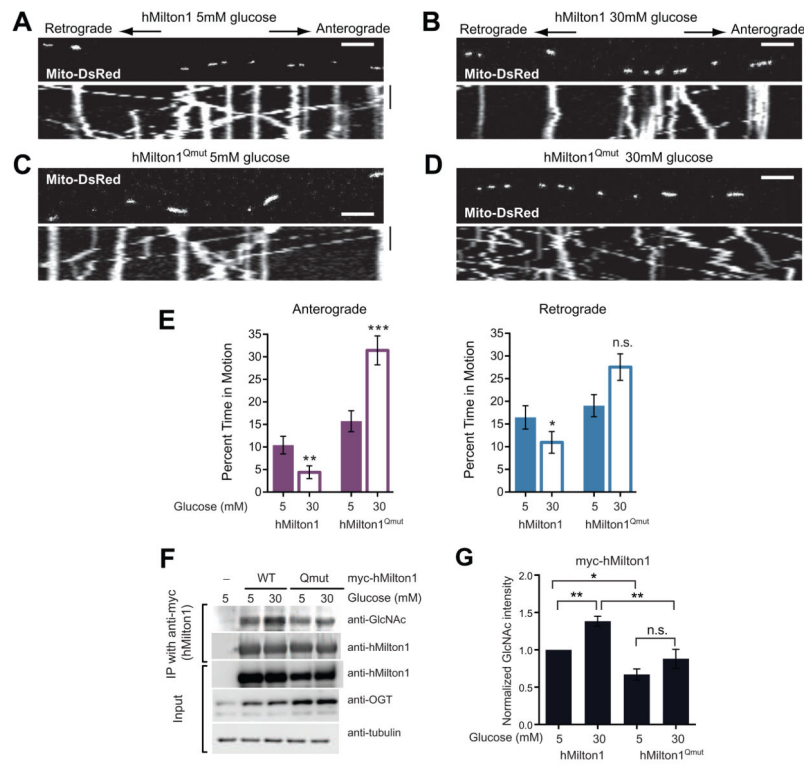 A
hMilton1 5mM glucose
Retrograde
Anterograde
Mito-DsRed
B
hMilton1 30mM glucose
Retrograde
Anterograde
Mito-DsRed
C
hMilton1Qmut 5mM glucose
Mito-DsRed
D
hMilton1Qmut 30mM glucose
Mito-DsRed
E
Anterograde
Percent Time in Motion
35
30
25
20
15
10
5
0
**
***
Glucose (mM)
5 30 5 30
hMilton1 hMilton1Qmut
Retrograde
Percent Time in Motion
35
30
25
20
15
10
5
0
*
n.s.
5 30 5 30
hMilton1 hMilton1Qmut
F
– WT Qmut myc-hMilton1
5 5 30 5 30 Glucose (mM)
IP with anti-myc
(hMilton1)
anti-GlcNAc
anti-hMilton1
Input
anti-hMilton1
anti-OGT
anti-tubulin
G
myc-hMilton1
Normalized GlcNAc intensity
2.0
1.5
1.0
0.5
0.0
*
** **
n.s.
Glucose (mM) 5 30 5 30
hMilton1 hMilton1Qmut